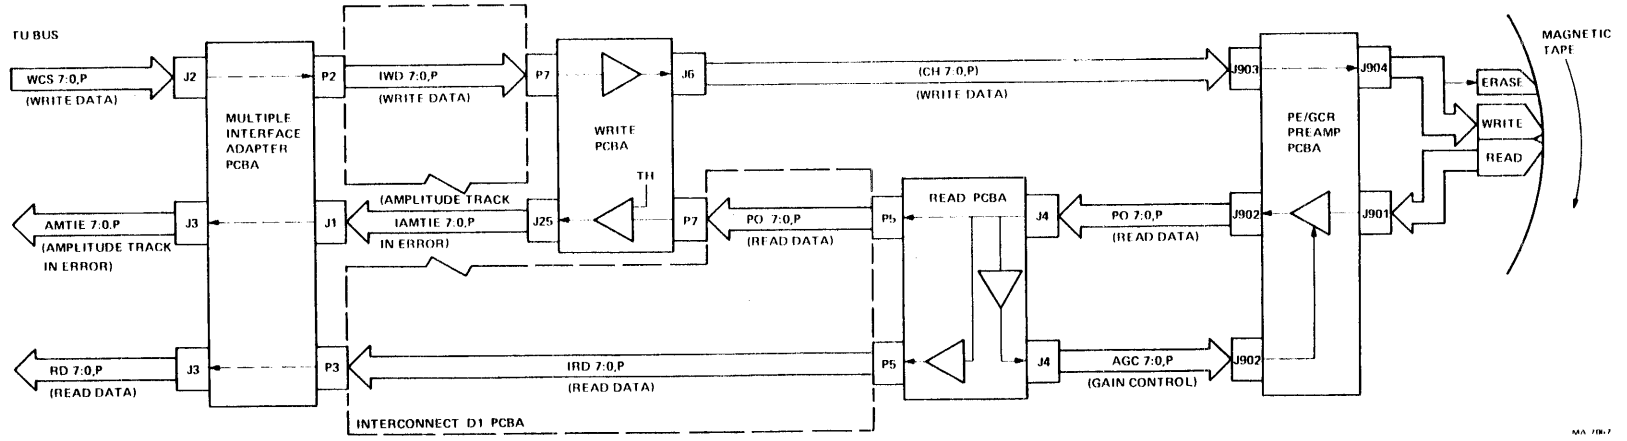 TU BUS
MAGNETIC
TAPE
WCS 7:0,P
(WRITE DATA)
J2
P2
IWD 7:0,P
(WRITE DATA)
P7
J6
(CH 7:0,P)
(WRITE DATA)
J903
J904
ERASE
WRITE
READ
MULTIPLE
INTERFACE
ADAPTER
PCBA
WRITE
PCBA
PE/GCR
PREAMP
PCBA
TH
AMTIE 7:0,P
(AMPLITUDE TRACK
IN ERROR)
J3
J1
(AMPLITUDE TRACK
IAMTIE 7:0,P
IN ERROR)
J25
P7
PO 7:0,P
(READ DATA)
P5
READ PCBA
J4
PO 7:0,P
(READ DATA)
J902
J901
RD 7:0,P
(READ DATA)
J3
P3
IRD 7:0,P
(READ DATA)
P5
J4
AGC 7:0,P
(GAIN CONTROL)
J902
INTERCONNECT D1 PCBA
MA-7067